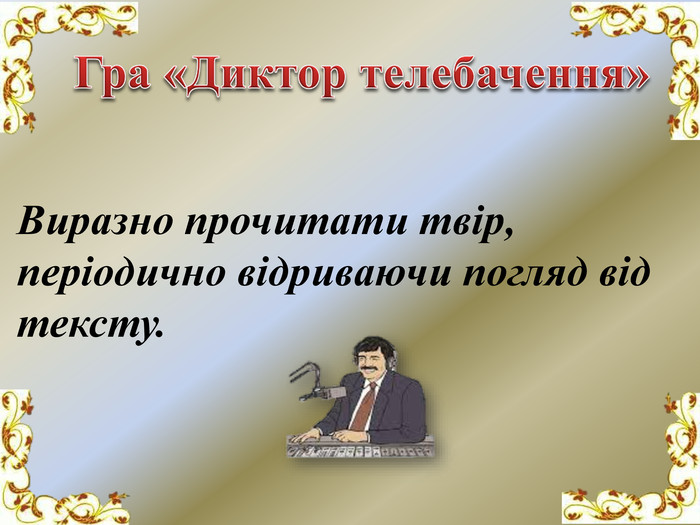 Гра «Диктор телебачення»
Виразно прочитати твір,
періодично відриваючи погляд від
тексту.